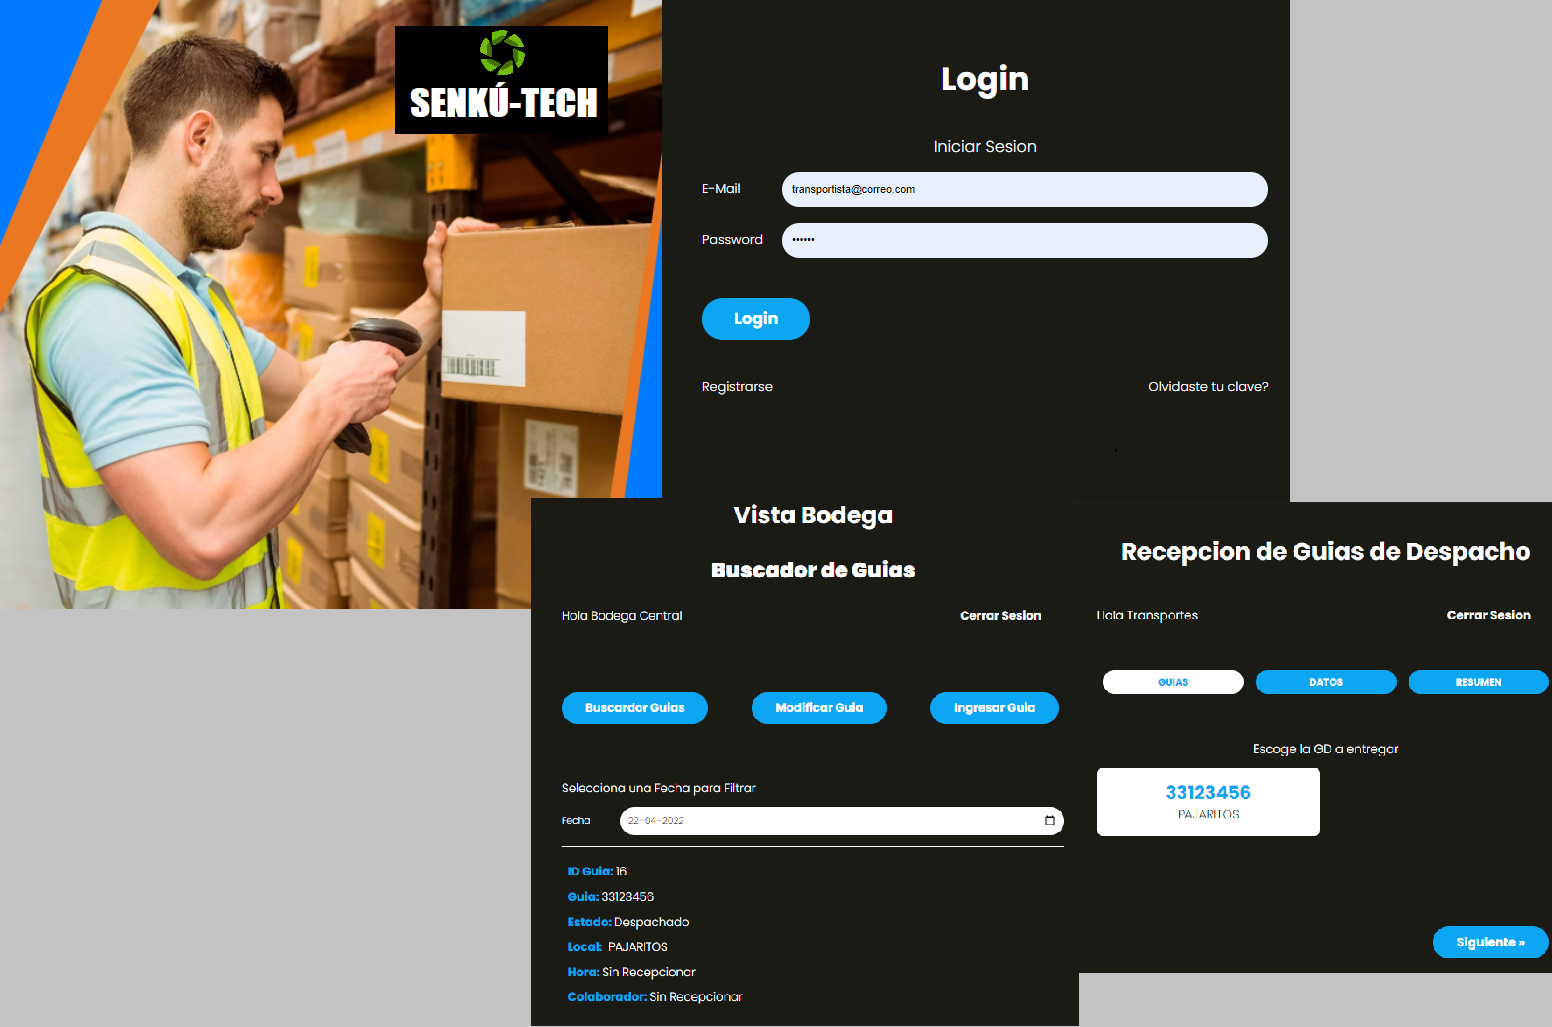 SENKÚ-TECH
Login
Iniciar Sesion
E-Mail
transportista@correo.com
Password
••••••
Login
Registrarse
Olvidaste tu clave?
Vista Bodega
Buscador de Guias
Hola Bodega Central
Cerrar Sesion
Buscardor Guias
Modificar Guia
Ingresar Guia
Selecciona una Fecha para Filtrar
Fecha
22-04-2022
ID Guia: 16
Guia: 33123456
Estado: Despachado
Local: PAJARITOS
Hora: Sin Recepcionar
Colaborador: Sin Recepcionar
Recepcion de Guias de Despacho
Hola Transportes
Cerrar Sesion
GUIAS
DATOS
RESUMEN
Escoge la GD a entregar
33123456
PAJARITOS
Siguiente »